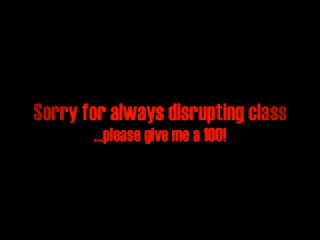 Sorry for always disrupting class
...please give me a 100!